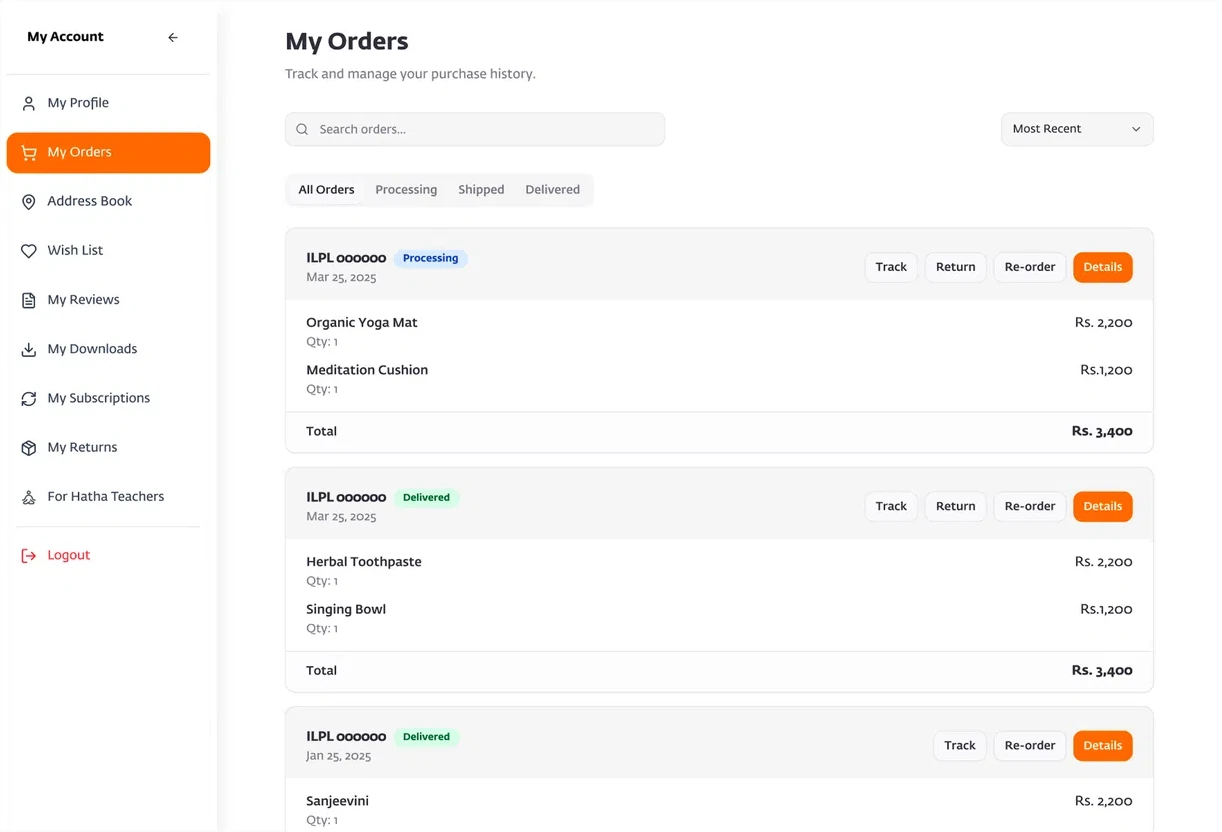 My Account
My Profile
My Orders
Address Book
Wish List
My Reviews
My Downloads
My Subscriptions
My Returns
For Hatha Teachers
Logout
My Orders
Track and manage your purchase history.
Search orders...
Most Recent
All Orders Processing Shipped Delivered
ILPL 000000 Processing
Mar 25, 2025
Track Return Re-order Details
Organic Yoga Mat Rs. 2,200
Qty: 1
Meditation Cushion Rs.1,200
Qty: 1
Total Rs. 3,400
ILPL 000000 Delivered
Mar 25, 2025
Track Return Re-order Details
Herbal Toothpaste Rs. 2,200
Qty: 1
Singing Bowl Rs.1,200
Qty: 1
Total Rs. 3,400
ILPL 000000 Delivered
Jan 25, 2025
Track Re-order Details
Sanjeevini Rs. 2,200
Qty: 1